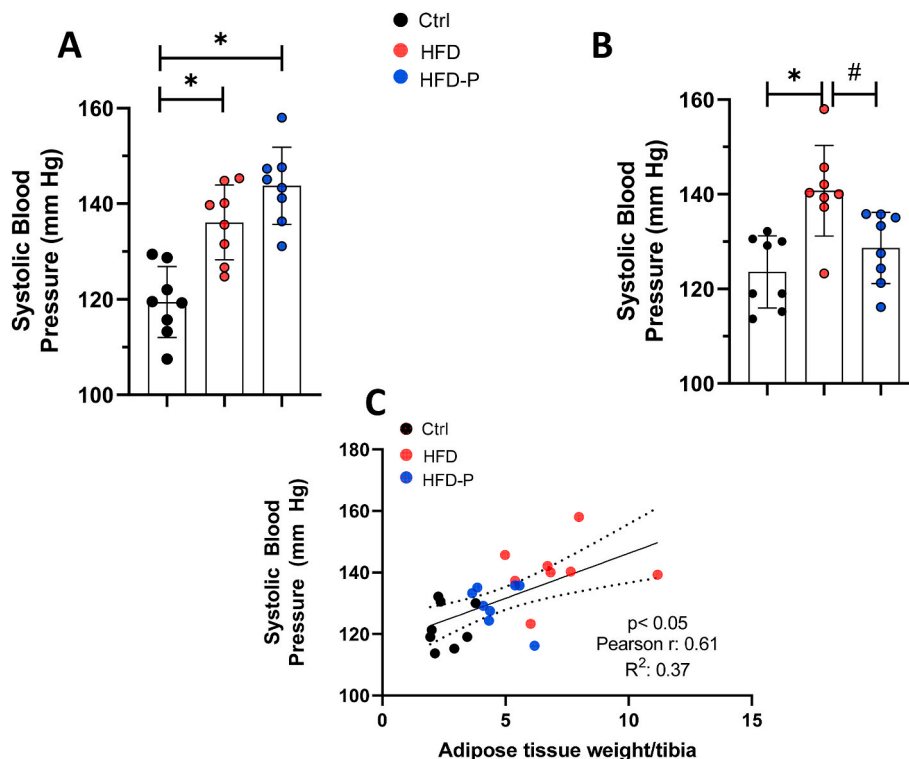 A
Ctrl
HFD
HFD-P
B
*
*
Systolic Blood
Pressure (mm Hg)
160
140
120
100
*
#
Systolic Blood
Pressure (mm Hg)
160
140
120
100
C
Ctrl
HFD
HFD-P
Systolic Blood
Pressure (mm Hg)
180
160
140
120
100
p< 0.05
Pearson r: 0.61
R²: 0.37
0 5 10 15
Adipose tissue weight/tibia